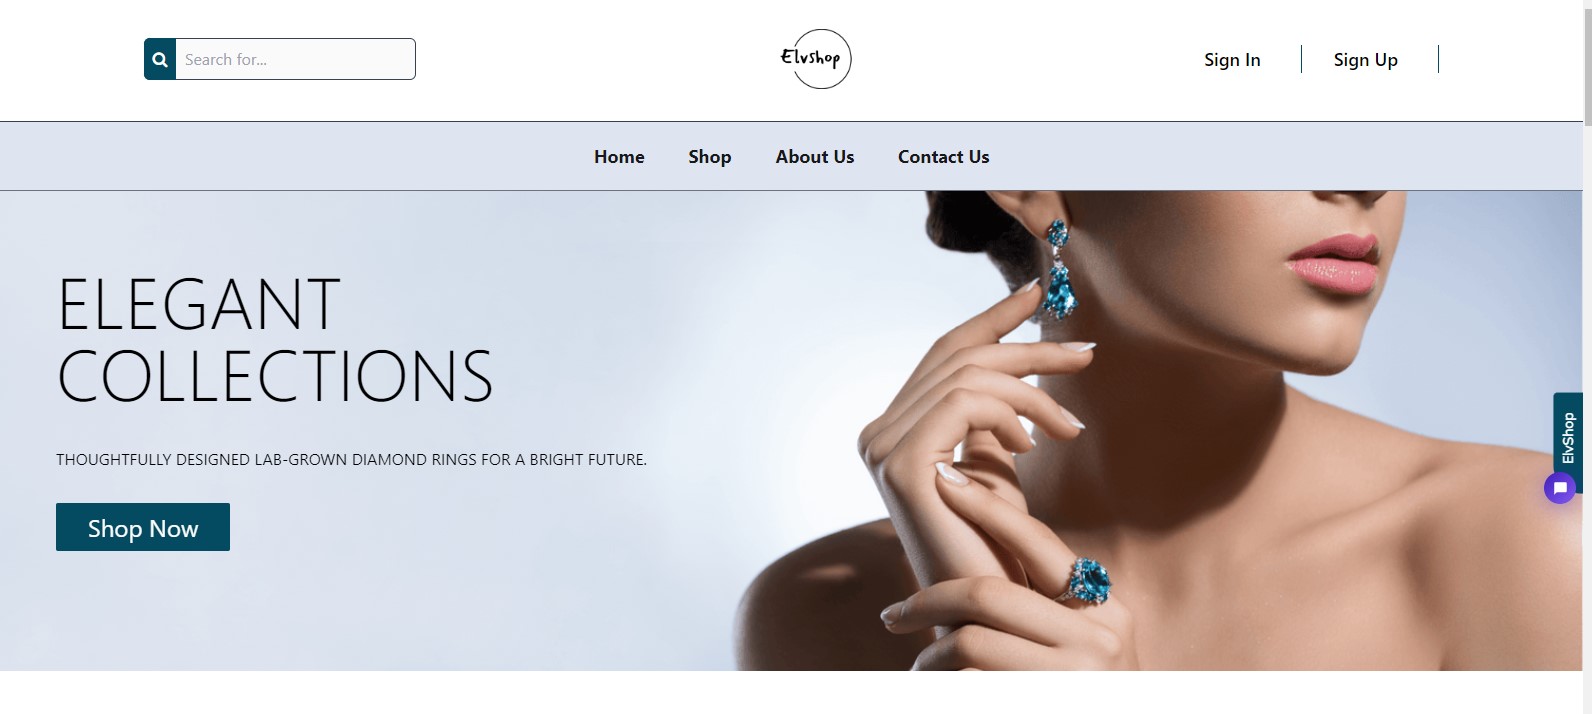 Search for...
Elvshop
Sign In
Sign Up
Home
Shop
About Us
Contact Us
ELEGANT
COLLECTIONS
THOUGHTFULLY DESIGNED LAB-GROWN DIAMOND RINGS FOR A BRIGHT FUTURE.
Shop Now
ElvShop